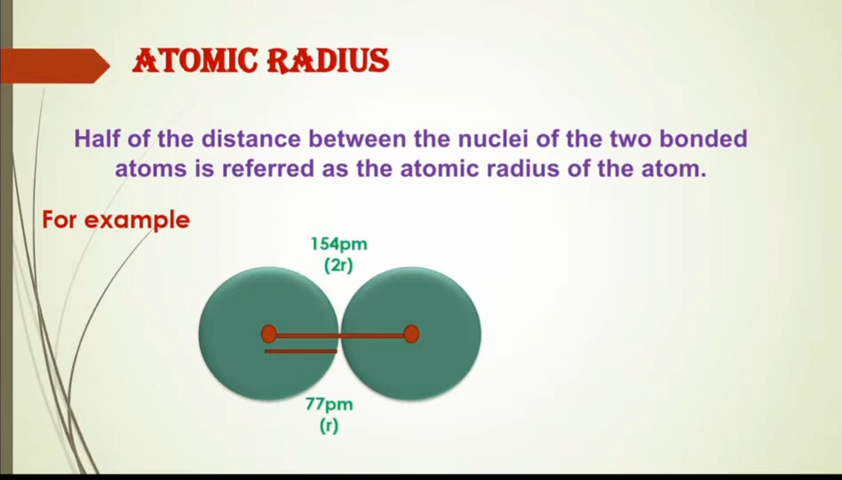 ATOMIC RADIUS
Half of the distance between the nuclei of the two bonded
atoms is referred as the atomic radius of the atom.
For example
154pm
(2r)
77pm
(r)